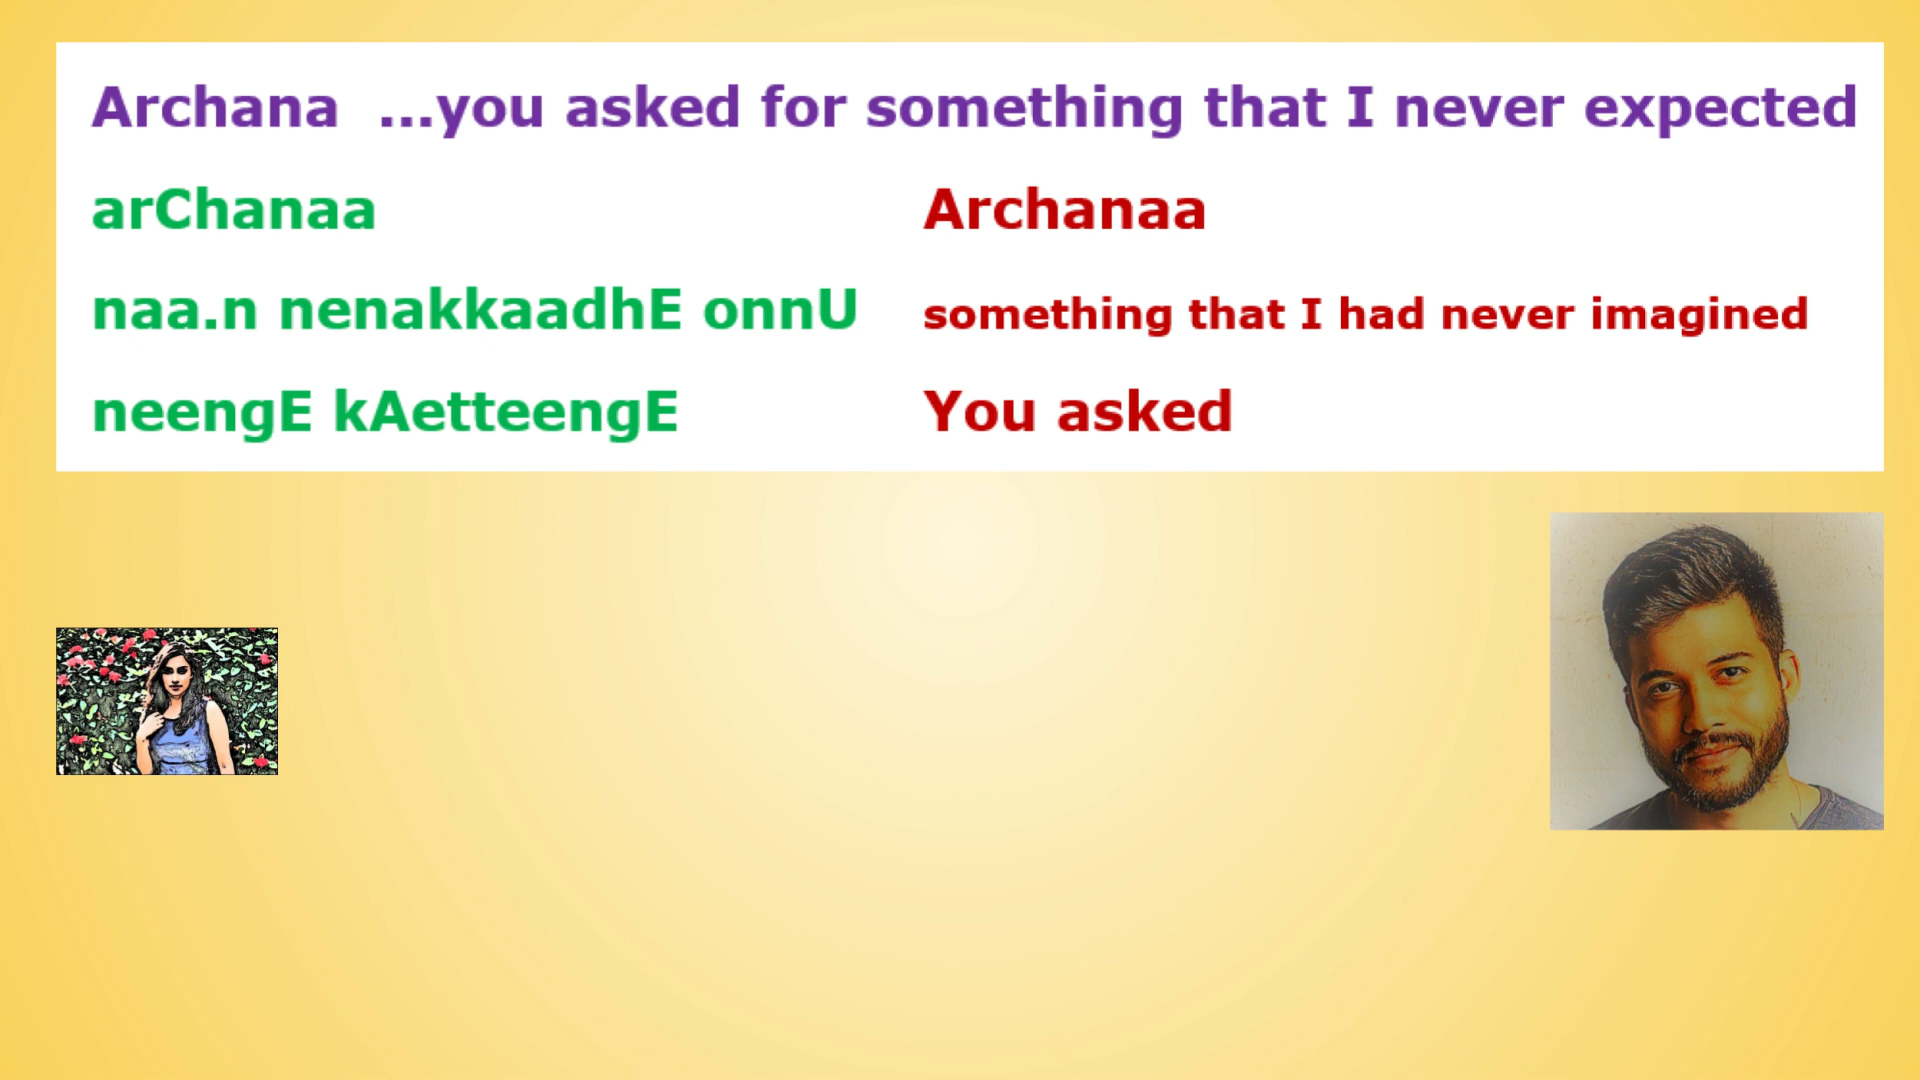 Archana ...you asked for something that I never expected
arChanaa Archanaa
naa.n nenakkaadhE onnU something that I had never imagined
neengE kAetteengE You asked